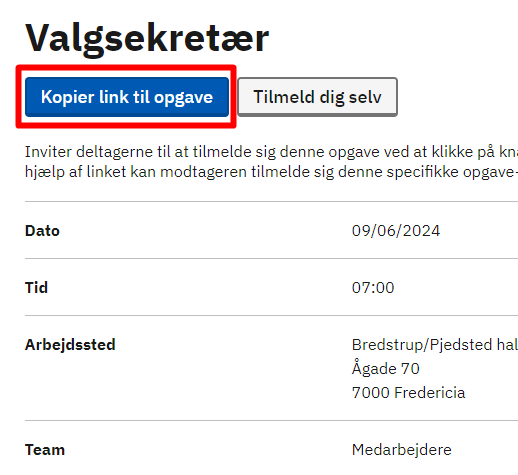 Valgsekretær
Kopier link til opgave Tilmeld dig selv
Inviter deltagerne til at tilmelde sig denne opgave ved at klikke på
hjælp af linket kan modtageren tilmelde sig denne specifikke opgave-
Dato 09/06/2024
Tid 07:00
Arbejdssted Bredstrup/Pjedsted hal
Ågade 70
7000 Fredericia
Team Medarbejdere